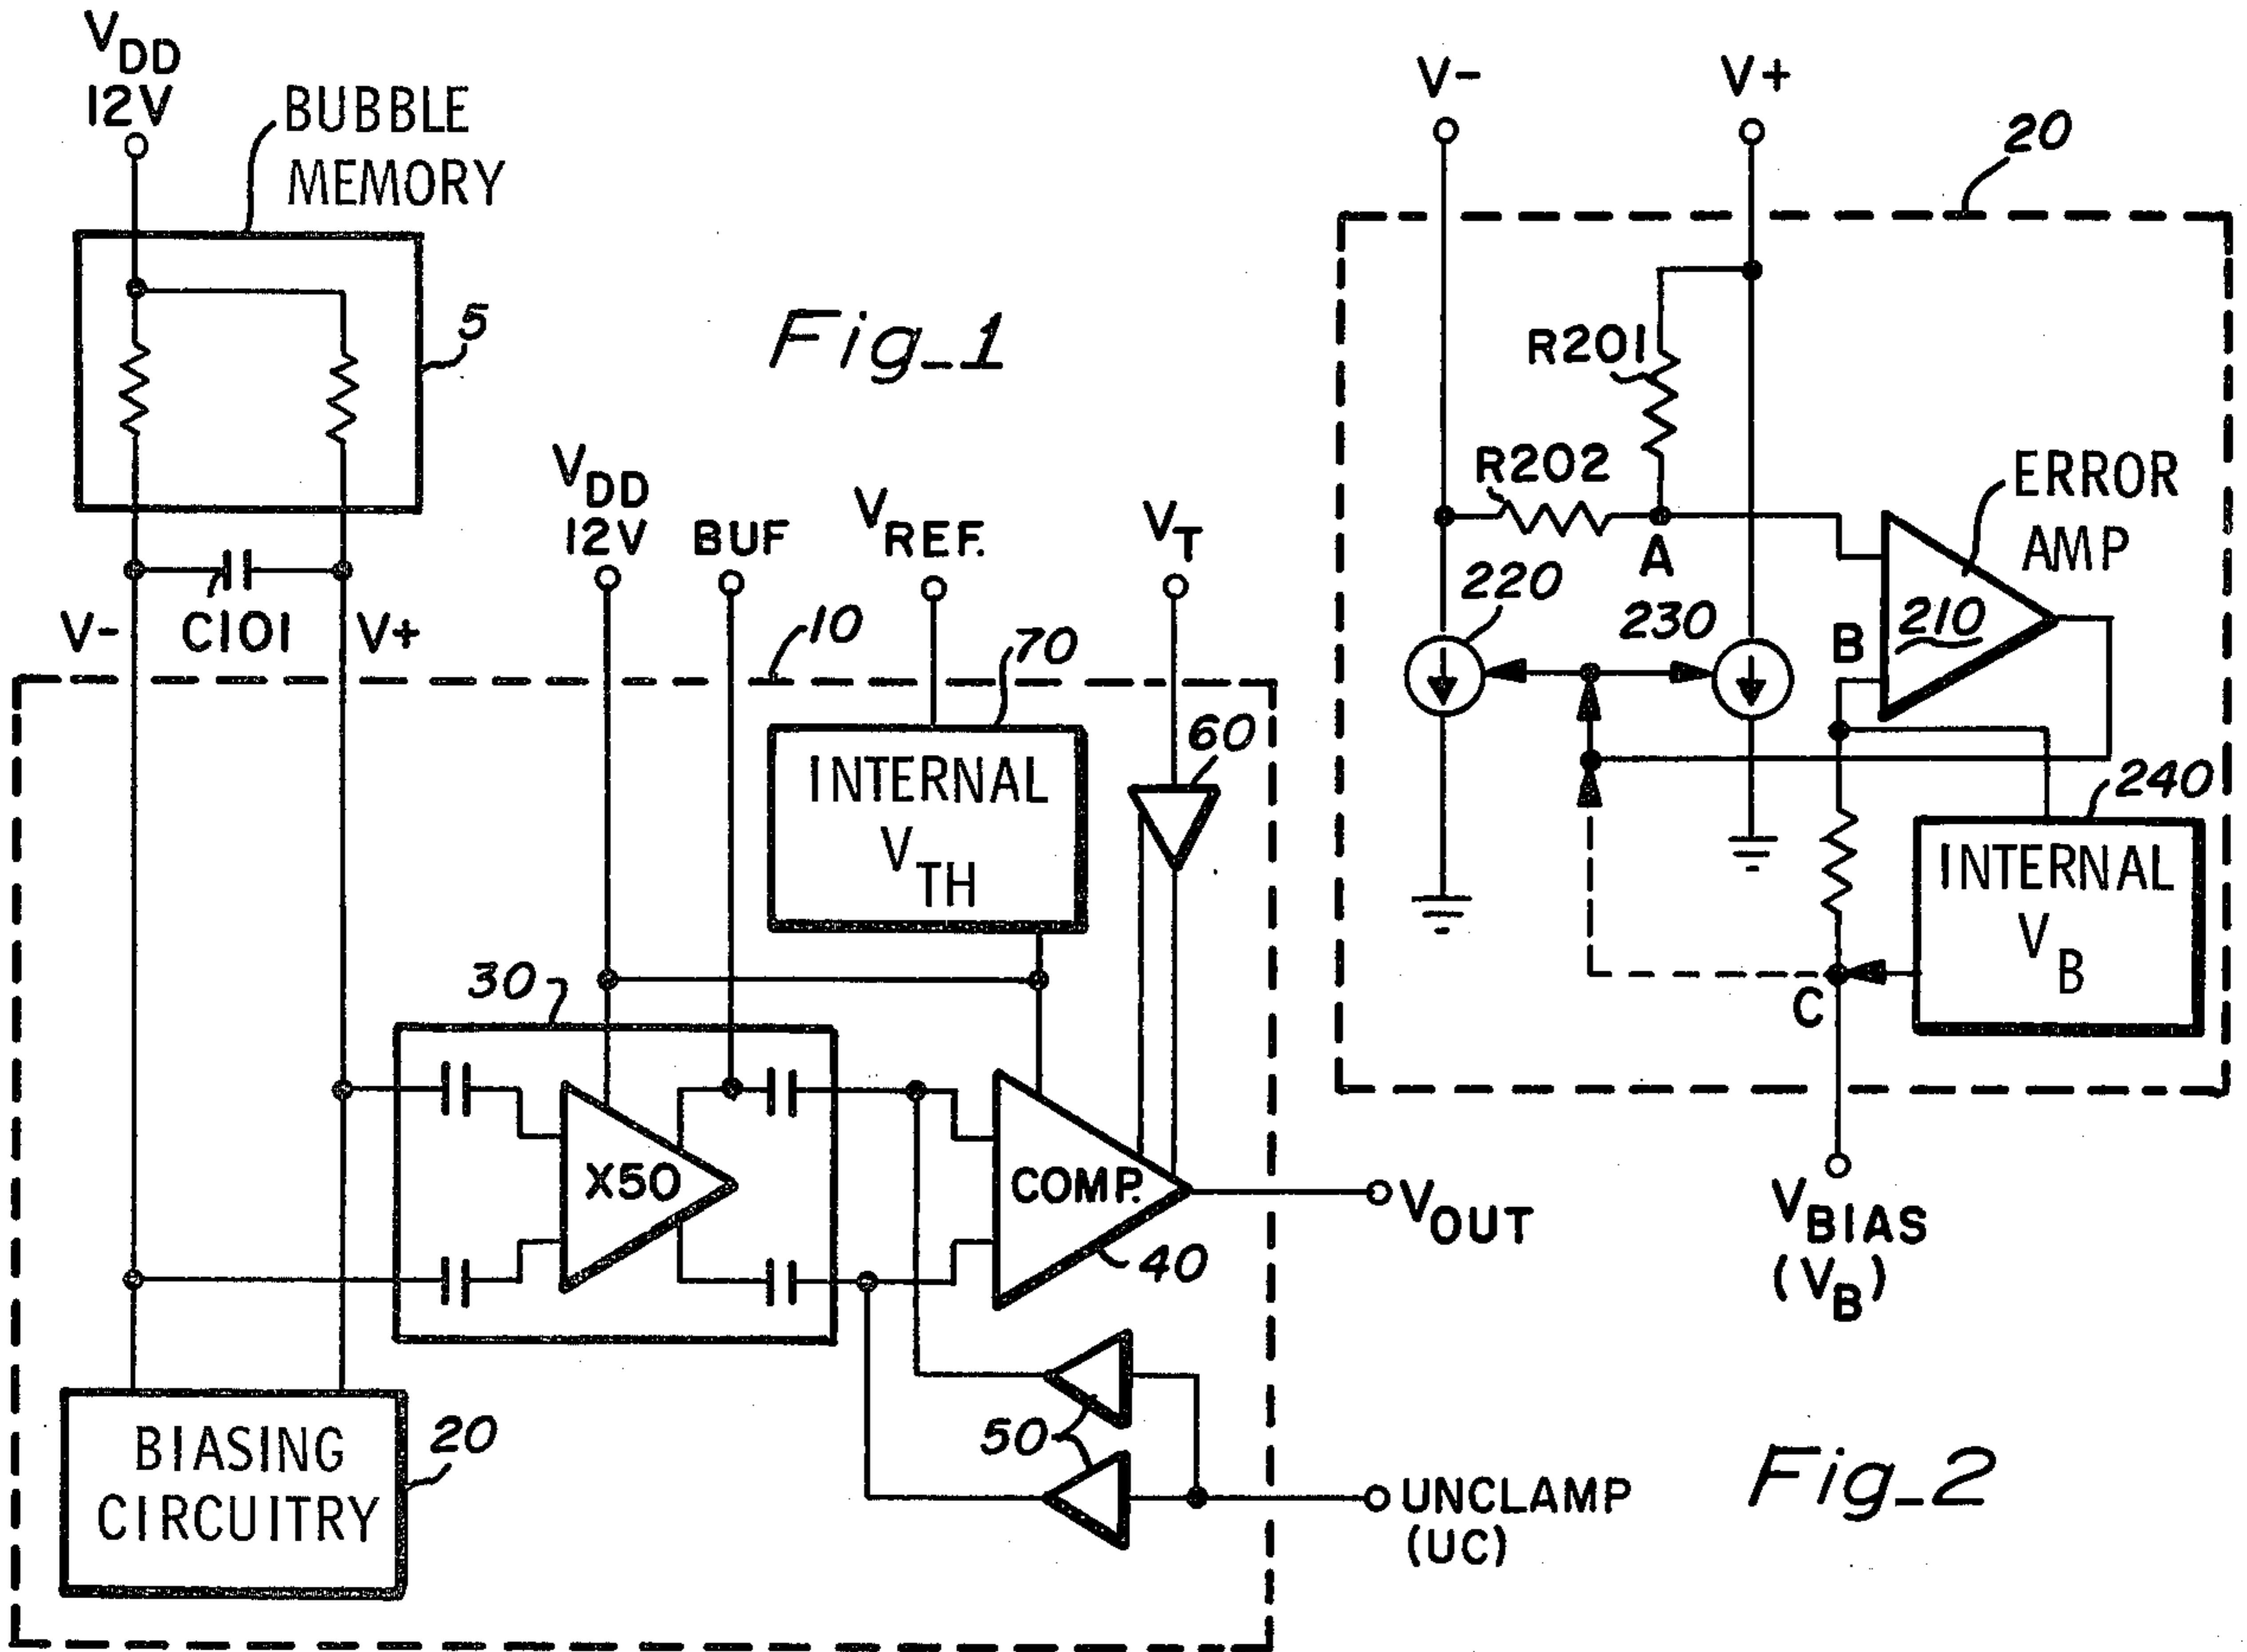 VDD
12V
BUBBLE
MEMORY
5
Fig_1
V-
C101
V+
VDD
12V
BUF
VREF.
VT
10
70
INTERNAL
VTH
60
30
X50
COMP.
40
VOUT
50
UNCLAMP
(UC)
BIASING
CIRCUITRY
20
V-
V+
20
R201
R202
A
ERROR
AMP
220
230
B
210
240
INTERNAL
VB
C
VBIAS
(VB)
Fig_2